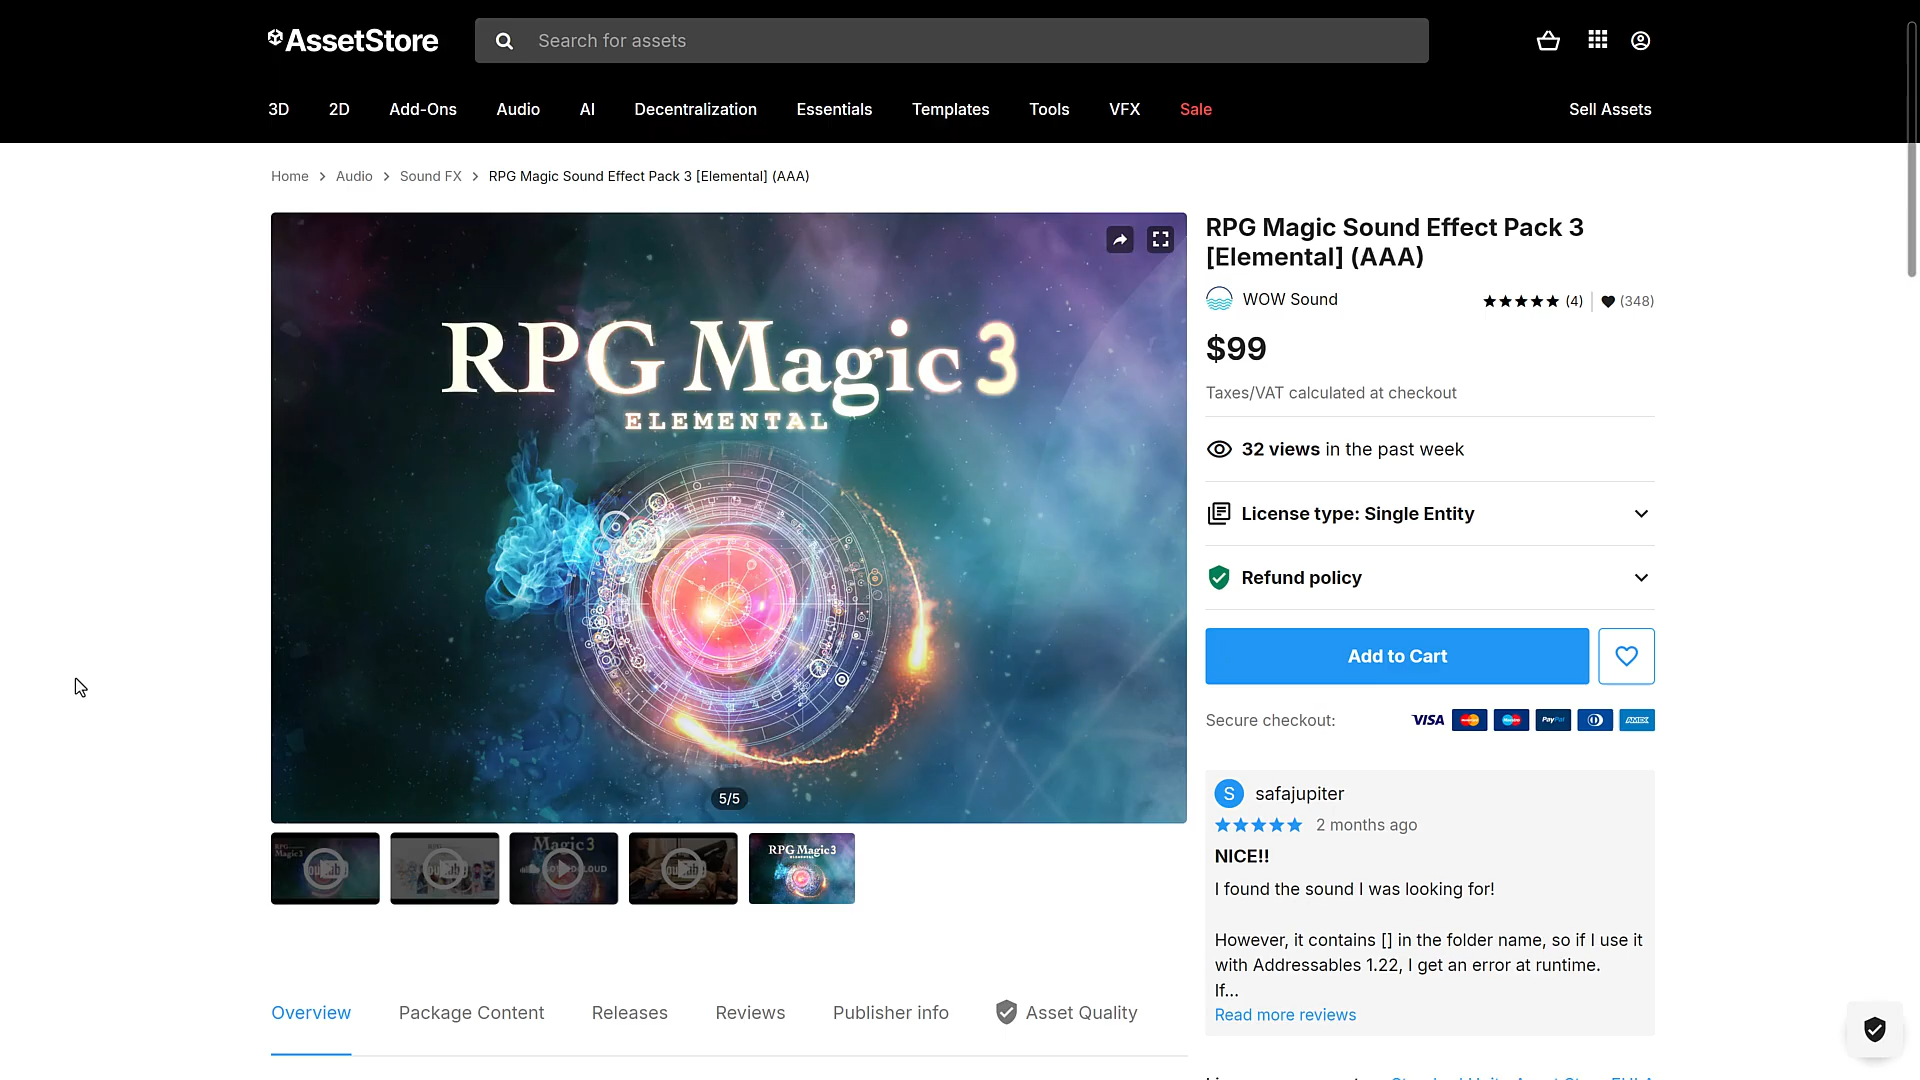 AssetStore
Search for assets
3D 2D Add-Ons Audio AI Decentralization Essentials Templates Tools VFX Sale Sell Assets
Home > Audio > Sound FX > RPG Magic Sound Effect Pack 3 [Elemental] (AAA)
RPG Magic 3
ELEMENTAL
5/5
RPG Magic3
RPG Magic Sound Effect Pack 3
[Elemental] (AAA)
WOW Sound
(4)
(348)
$99
Taxes/VAT calculated at checkout
32 views in the past week
License type: Single Entity
Refund policy
Add to Cart
Secure checkout:
VISA
PayPal
AMEX
S safajupiter
2 months ago
NICE!!
I found the sound I was looking for!
However, it contains [] in the folder name, so if I use it
with Addressables 1.22, I get an error at runtime.
If...
Read more reviews
Overview Package Content Releases Reviews Publisher info Asset Quality